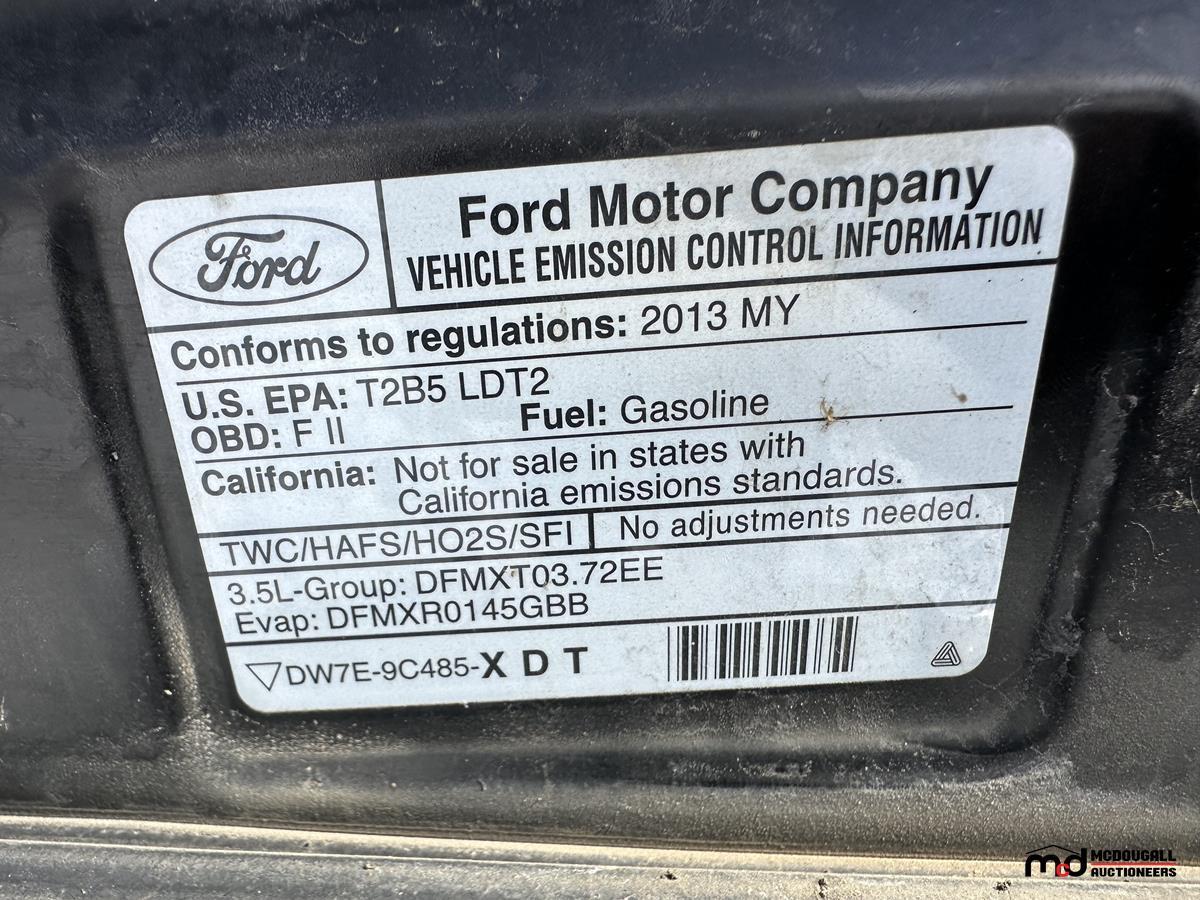 Ford
Ford Motor Company
VEHICLE EMISSION CONTROL INFORMATION
Conforms to regulations: 2013 MY
U.S. EPA: T2B5 LDT2
OBD: F II Fuel: Gasoline
California: Not for sale in states with
California emissions standards.
TWC/HAFS/HO2S/SFI No adjustments needed.
3.5L-Group: DFMXT03.72EE
Evap: DFMXR0145GBB
DW7E-9C485-X D T
mcd MCDOUGALL
AUCTIONEERS